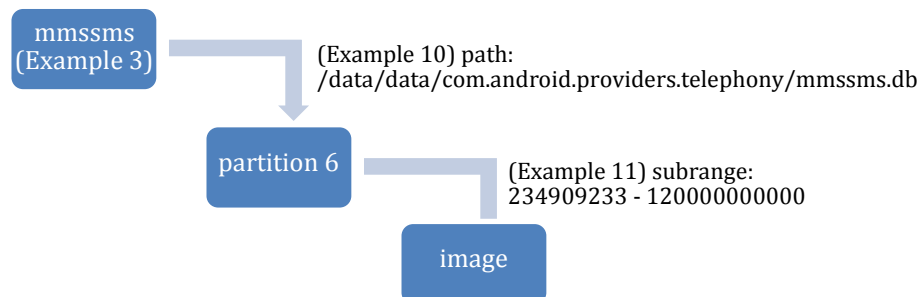 mmssms
(Example 3)
(Example 10) path:
/data/data/com.android.providers.telephony/mmssms.db
partition 6
(Example 11) subrange:
234909233 - 120000000000
image